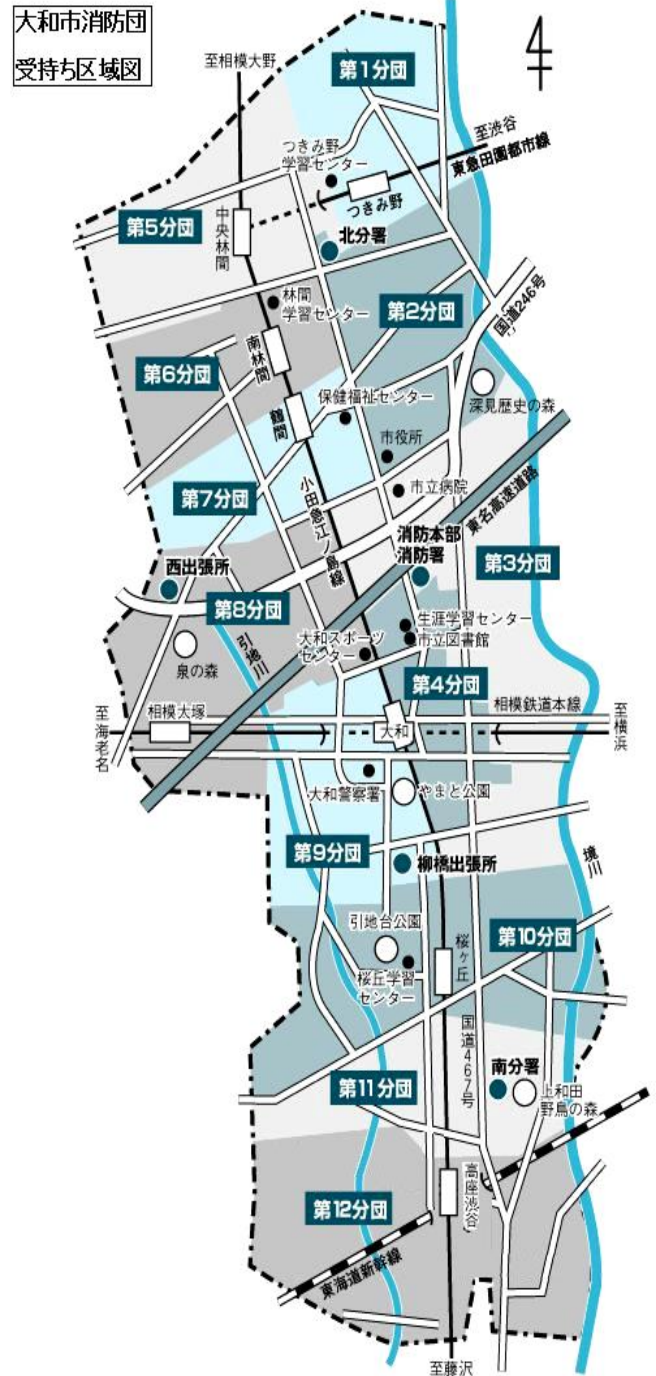 大和市消防団
受持ち区域図
至相模大野
第1分団
至渋谷
つきみ野
学習センター
東急田園都市線
つきみ野
第5分団
中央林間
北分署
林間
学習センター
第2分団
国道246号
南林間
第6分団
鶴間
保健福祉センター
深見歴史の森
市役所
第7分団
市立病院
小田急江ノ島線
東名高速道路
消防本部
消防署
第3分団
西出張所
第8分団
生涯学習センター
市立図書館
引地川
大和スポーツ
センター
泉の森
第4分団
至海老名
相模大塚
大和
相模鉄道本線
至横浜
大和警察署
やまと公園
第9分団
柳橋出張所
境川
引地台公園
第10分団
桜ヶ丘
桜丘学習
センター
国道467号
南分署
第11分団
上和田
野鳥の森
高座渋谷
第12分団
東海道新幹線
至藤沢